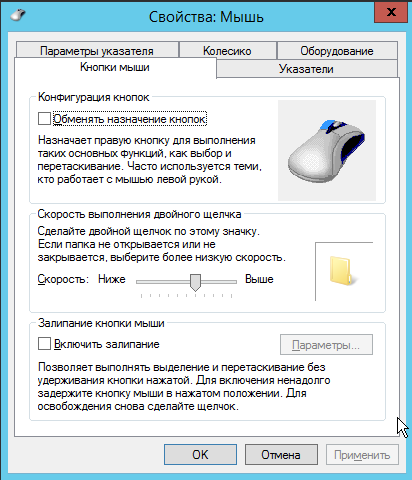 Свойства: Мышь
x
Параметры указателя
Колесико
Оборудование
Кнопки мыши
Указатели
Конфигурация кнопок
Обменять назначение кнопок
Назначает правую кнопку для выполнения
таких основных функций, как выбор и
перетаскивание. Часто используется теми,
кто работает с мышью левой рукой.
Скорость выполнения двойного щелчка
Сделайте двойной щелчок по этому значку.
Если папка не открывается или не
закрывается, выберите более низкую скорость.
Скорость: Ниже Выше
Залипание кнопки мыши
Включить залипание
Параметры...
Позволяет выполнять выделение и перетаскивание без
удерживания кнопки нажатой. Для включения ненадолго
задержите кнопку мыши в нажатом положении. Для
освобождения снова сделайте щелчок.
OK Отмена Применить